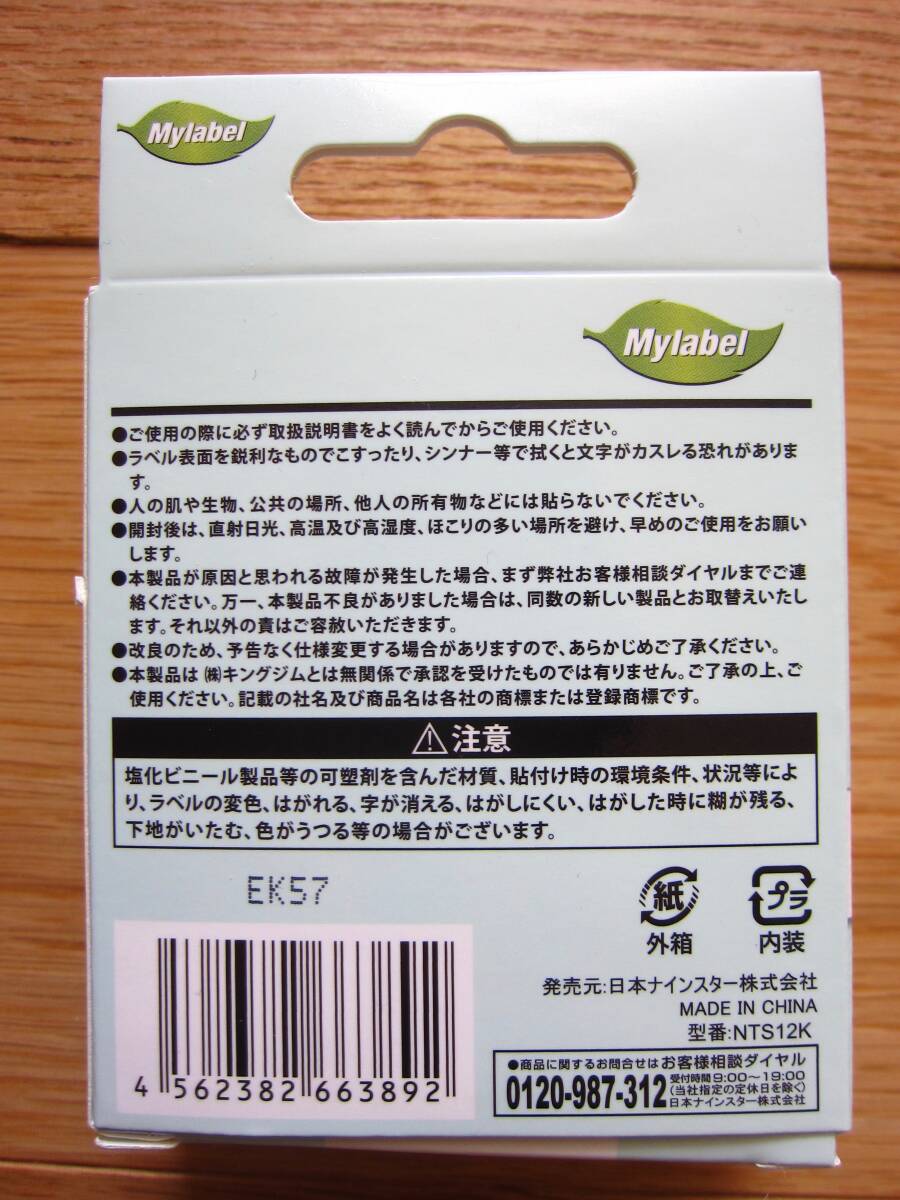 Mylabel
Mylabel
●ご使用の際に必ず取扱説明書をよく読んでからご使用ください。
●ラベル表面を鋭利なものでこすったり、シンナー等で拭くと文字がカスレる恐れがありま
す。
●人の肌や生物、公共の場所、他人の所有物などには貼らないでください。
●開封後は、直射日光、高温及び高湿度、ほこりの多い場所を避け、早めのご使用をお願い
します。
●本製品が原因と思われる故障が発生した場合、まず弊社お客様相談ダイヤルまでご連
絡ください。万一、本製品不良がありました場合は、同数の新しい製品とお取替えいたし
ます。それ以外の責はご容赦いただきます。
●改良のため、予告なく仕様変更する場合がありますので、あらかじめご了承ください。
●本製品は ㈱キングジムとは無関係で承認を受けたものでは有りません。ご了承の上、ご
使用ください。記載の社名及び商品名は各社の商標または登録商標です。
⚠注意
塩化ビニール製品等の可塑剤を含んだ材質、貼付け時の環境条件、状況等によ
り、ラベルの変色、はがれる、字が消える、はがしにくい、はがした時に糊が残る、
下地がいたむ、色がうつる等の場合がございます。
EK57
紙
外箱
プラ
内装
発売元:日本ナインスター株式会社
MADE IN CHINA
型番:NTS12K
4 562382 663892
●商品に関するお問合せはお客様相談ダイヤル
0120-987-312
受付時間9:00〜19:00
(当社指定の定休日を除く)
日本ナインスター株式会社